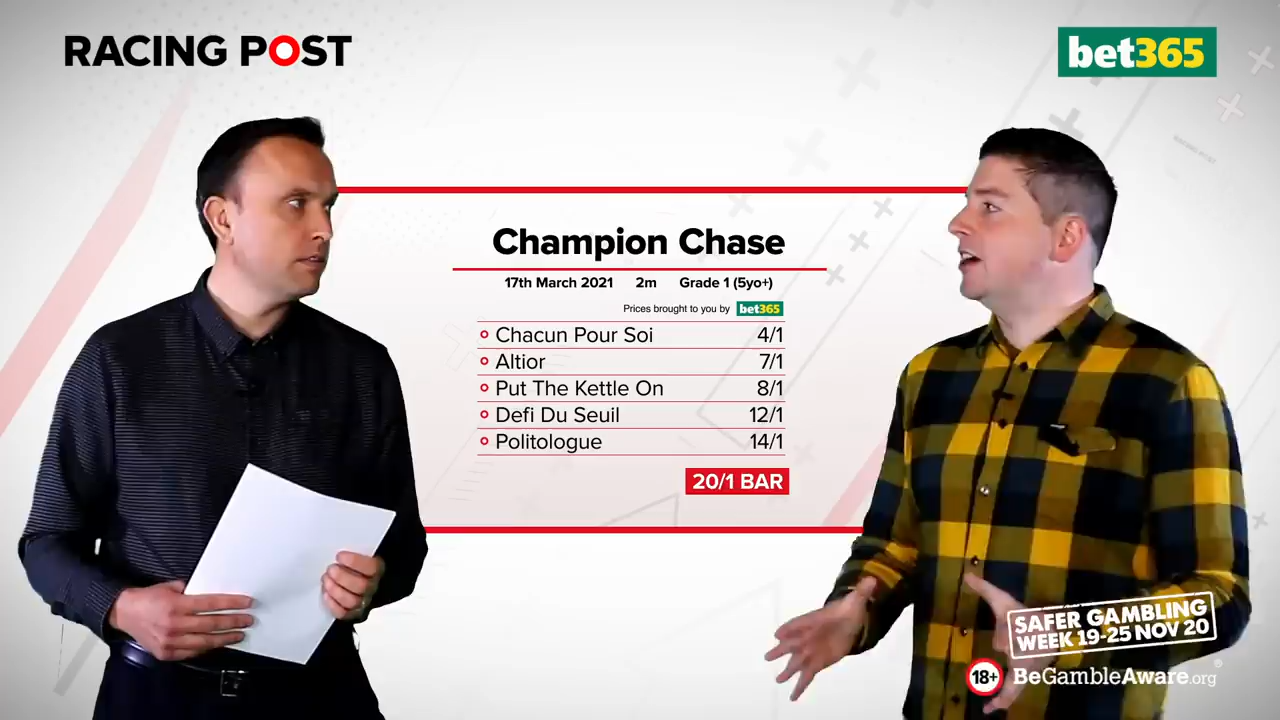 RACING POST
bet365
Champion Chase
17th March 2021 2m Grade 1 (5yo+)
Prices brought to you by bet365
Chacun Pour Soi 4/1
Altior 7/1
Put The Kettle On 8/1
Defi Du Seuil 12/1
Politologue 14/1
20/1 BAR
SAFER GAMBLING
WEEK 19-25 NOV 20
18+ BeGambleAware.org®